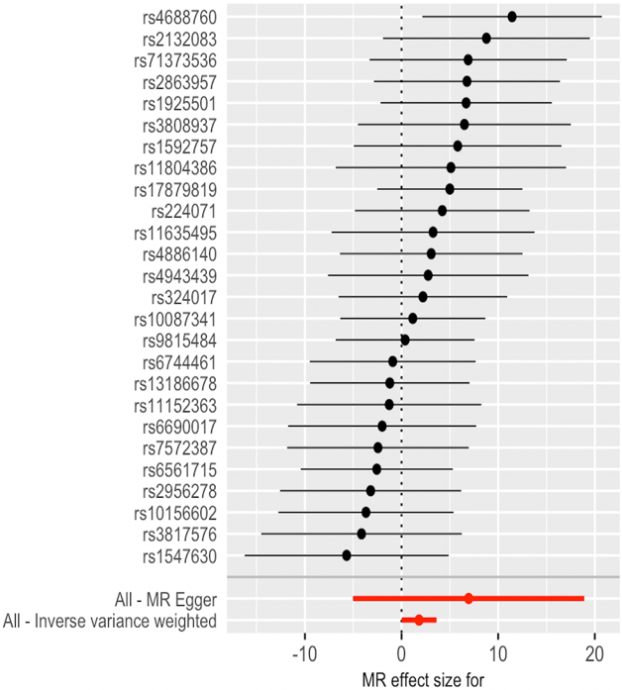 rs4688760
rs2132083
rs71373536
rs2863957
rs1925501
rs3808937
rs1592757
rs11804386
rs17879819
rs224071
rs11635495
rs4886140
rs4943439
rs324017
rs10087341
rs9815484
rs6744461
rs13186678
rs11152363
rs6690017
rs7572387
rs6561715
rs2956278
rs10156602
rs3817576
rs1547630
All - MR Egger
All - Inverse variance weighted
-10 0 10 20
MR effect size for